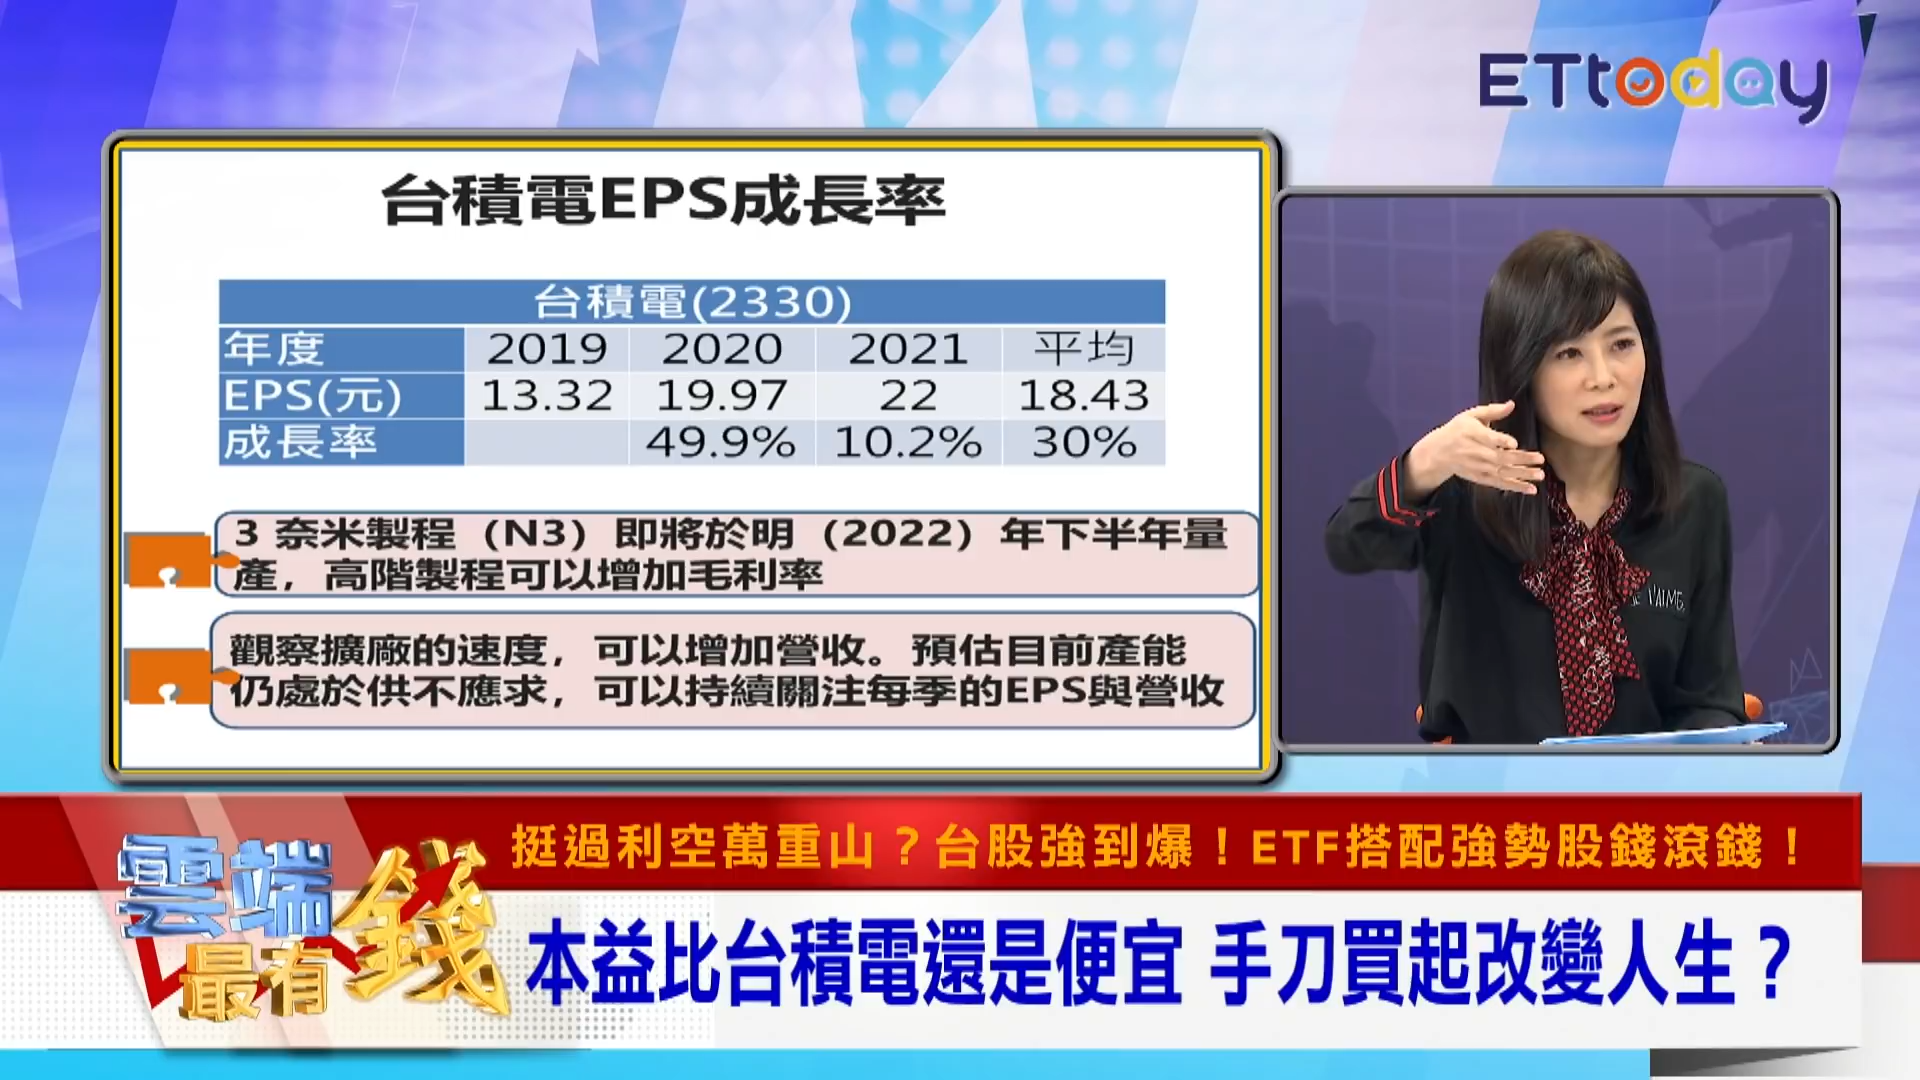 ETtoday
台積電EPS成長率
台積電(2330)
年度 2019 2020 2021 平均
EPS(元) 13.32 19.97 22 18.43
成長率 49.9% 10.2% 30%
3 奈米製程（N3）即將於明（2022）年下半年量
產，高階製程可以增加毛利率
觀察擴廠的速度，可以增加營收。預估目前產能
仍處於供不應求，可以持續關注每季的EPS與營收
挺過利空萬重山？台股強到爆！ETF搭配強勢股錢滾錢！
雲端最有錢
本益比台積電還是便宜 手刀買起改變人生？